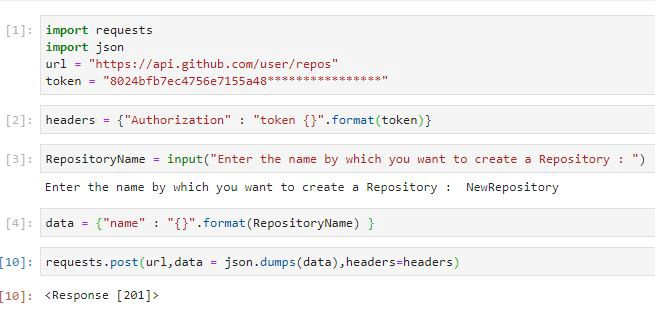 [1]: import requests
import json
url = "https://api.github.com/user/repos"
token = "8024bfb7ec4756e7155a48****************"
[2]: headers = {"Authorization" : "token {}".format(token)}
[3]: RepositoryName = input("Enter the name by which you want to create a Repository : ")
Enter the name by which you want to create a Repository :  NewRepository
[4]: data = {"name" : "{}".format(RepositoryName) }
[10]: requests.post(url,data = json.dumps(data),headers=headers)
[10]: <Response [201]>